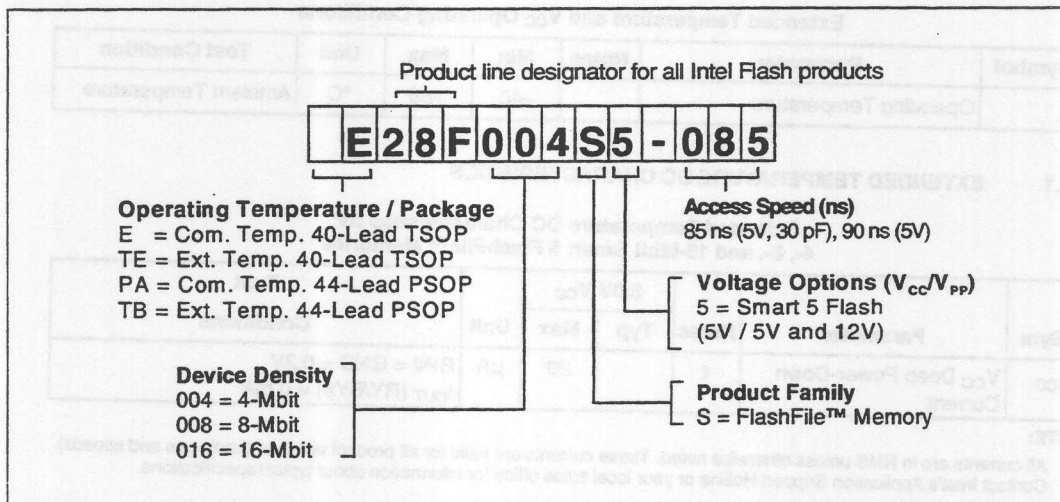 Product line designator for all Intel Flash products
E28F004S5-085
Operating Temperature / Package
E = Com. Temp. 40-Lead TSOP
TE = Ext. Temp. 40-Lead TSOP
PA = Com. Temp. 44-Lead PSOP
TB = Ext. Temp. 44-Lead PSOP
Device Density
004 = 4-Mbit
008 = 8-Mbit
016 = 16-Mbit
Access Speed (ns)
85 ns (5V, 30 pF), 90 ns (5V)
Voltage Options (VCC/VPP)
5 = Smart 5 Flash
(5V / 5V and 12V)
Product Family
S = FlashFile™ Memory